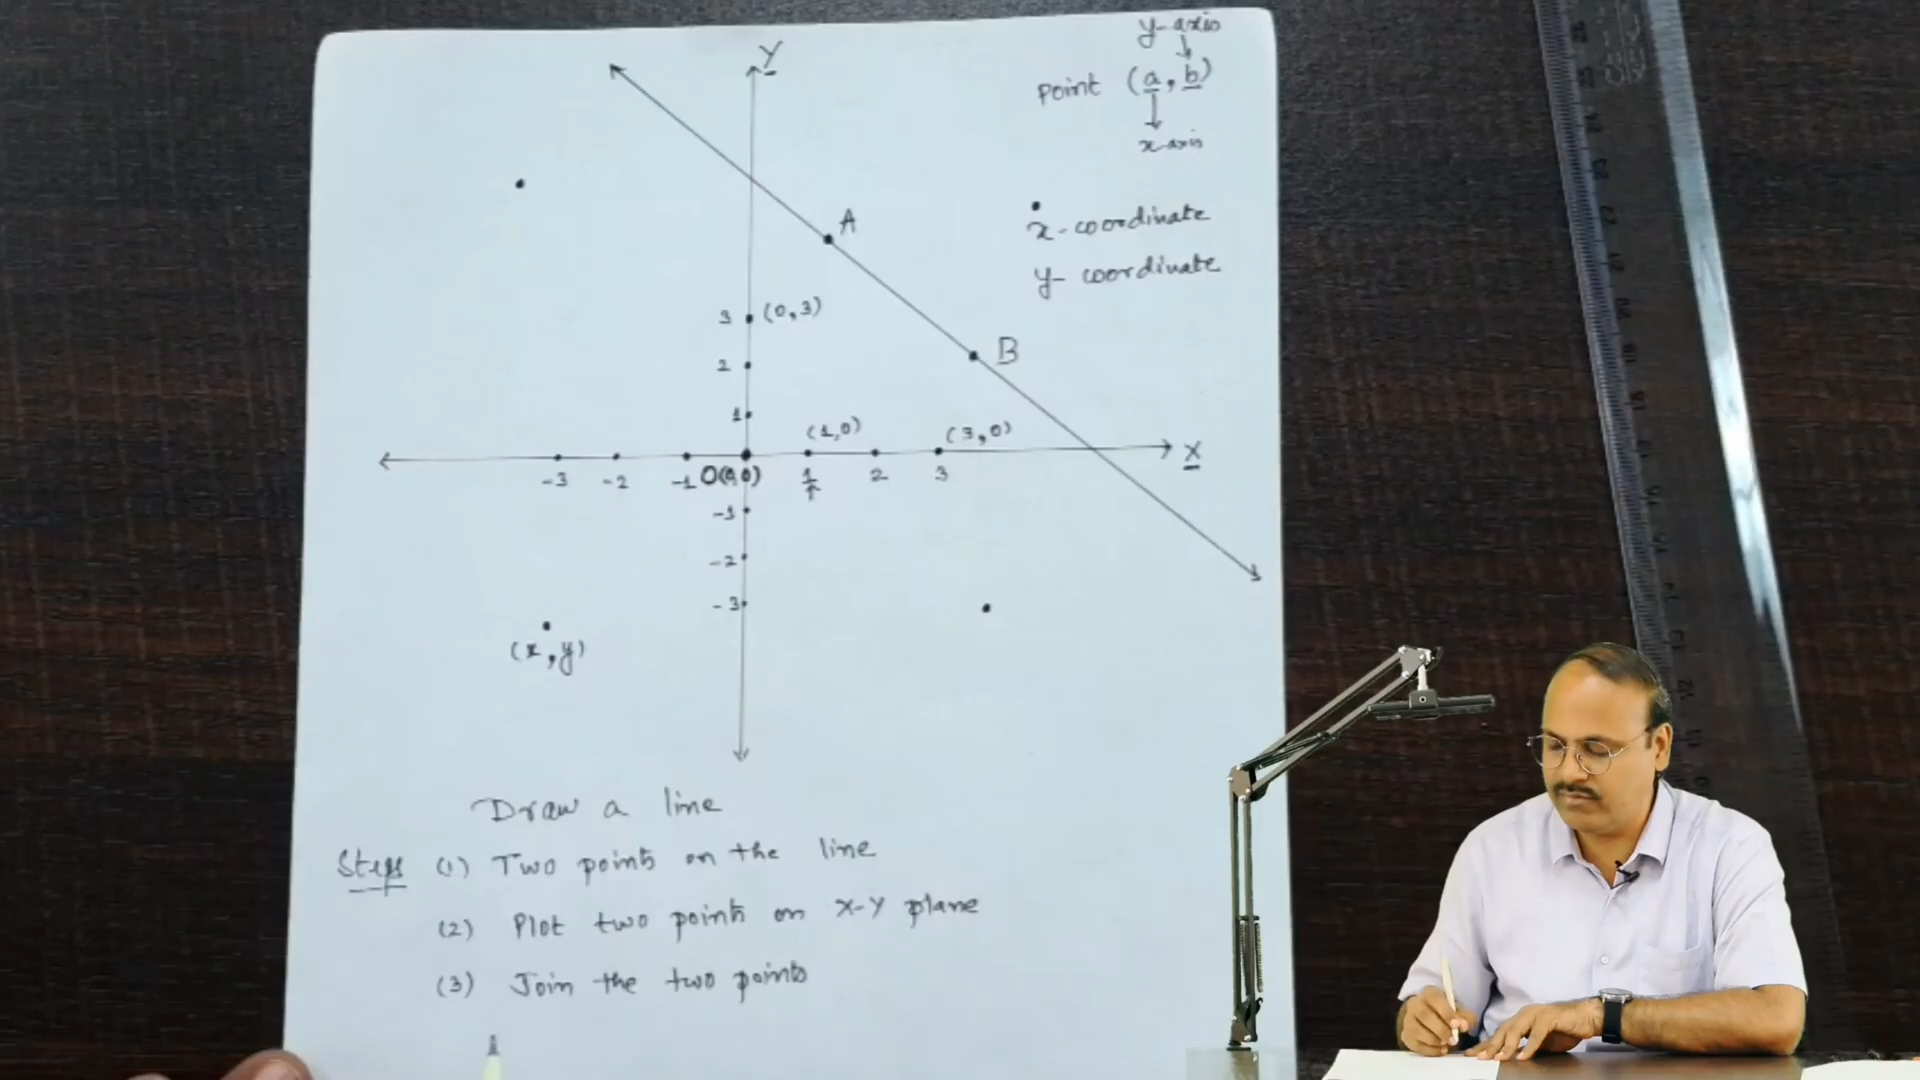 y-axis
Point (a, b)
x-axis
Y
A
x-coordinate
y-coordinate
3 (0,3)
B
2
1
(1,0) (3,0)
X
-3 -2 -1 O(0,0) 1 2 3
-1
-2
-3
(x,y)
Draw a line
Steps (1) Two points on the line
(2) Plot two points on X-Y plane
(3) Join the two points